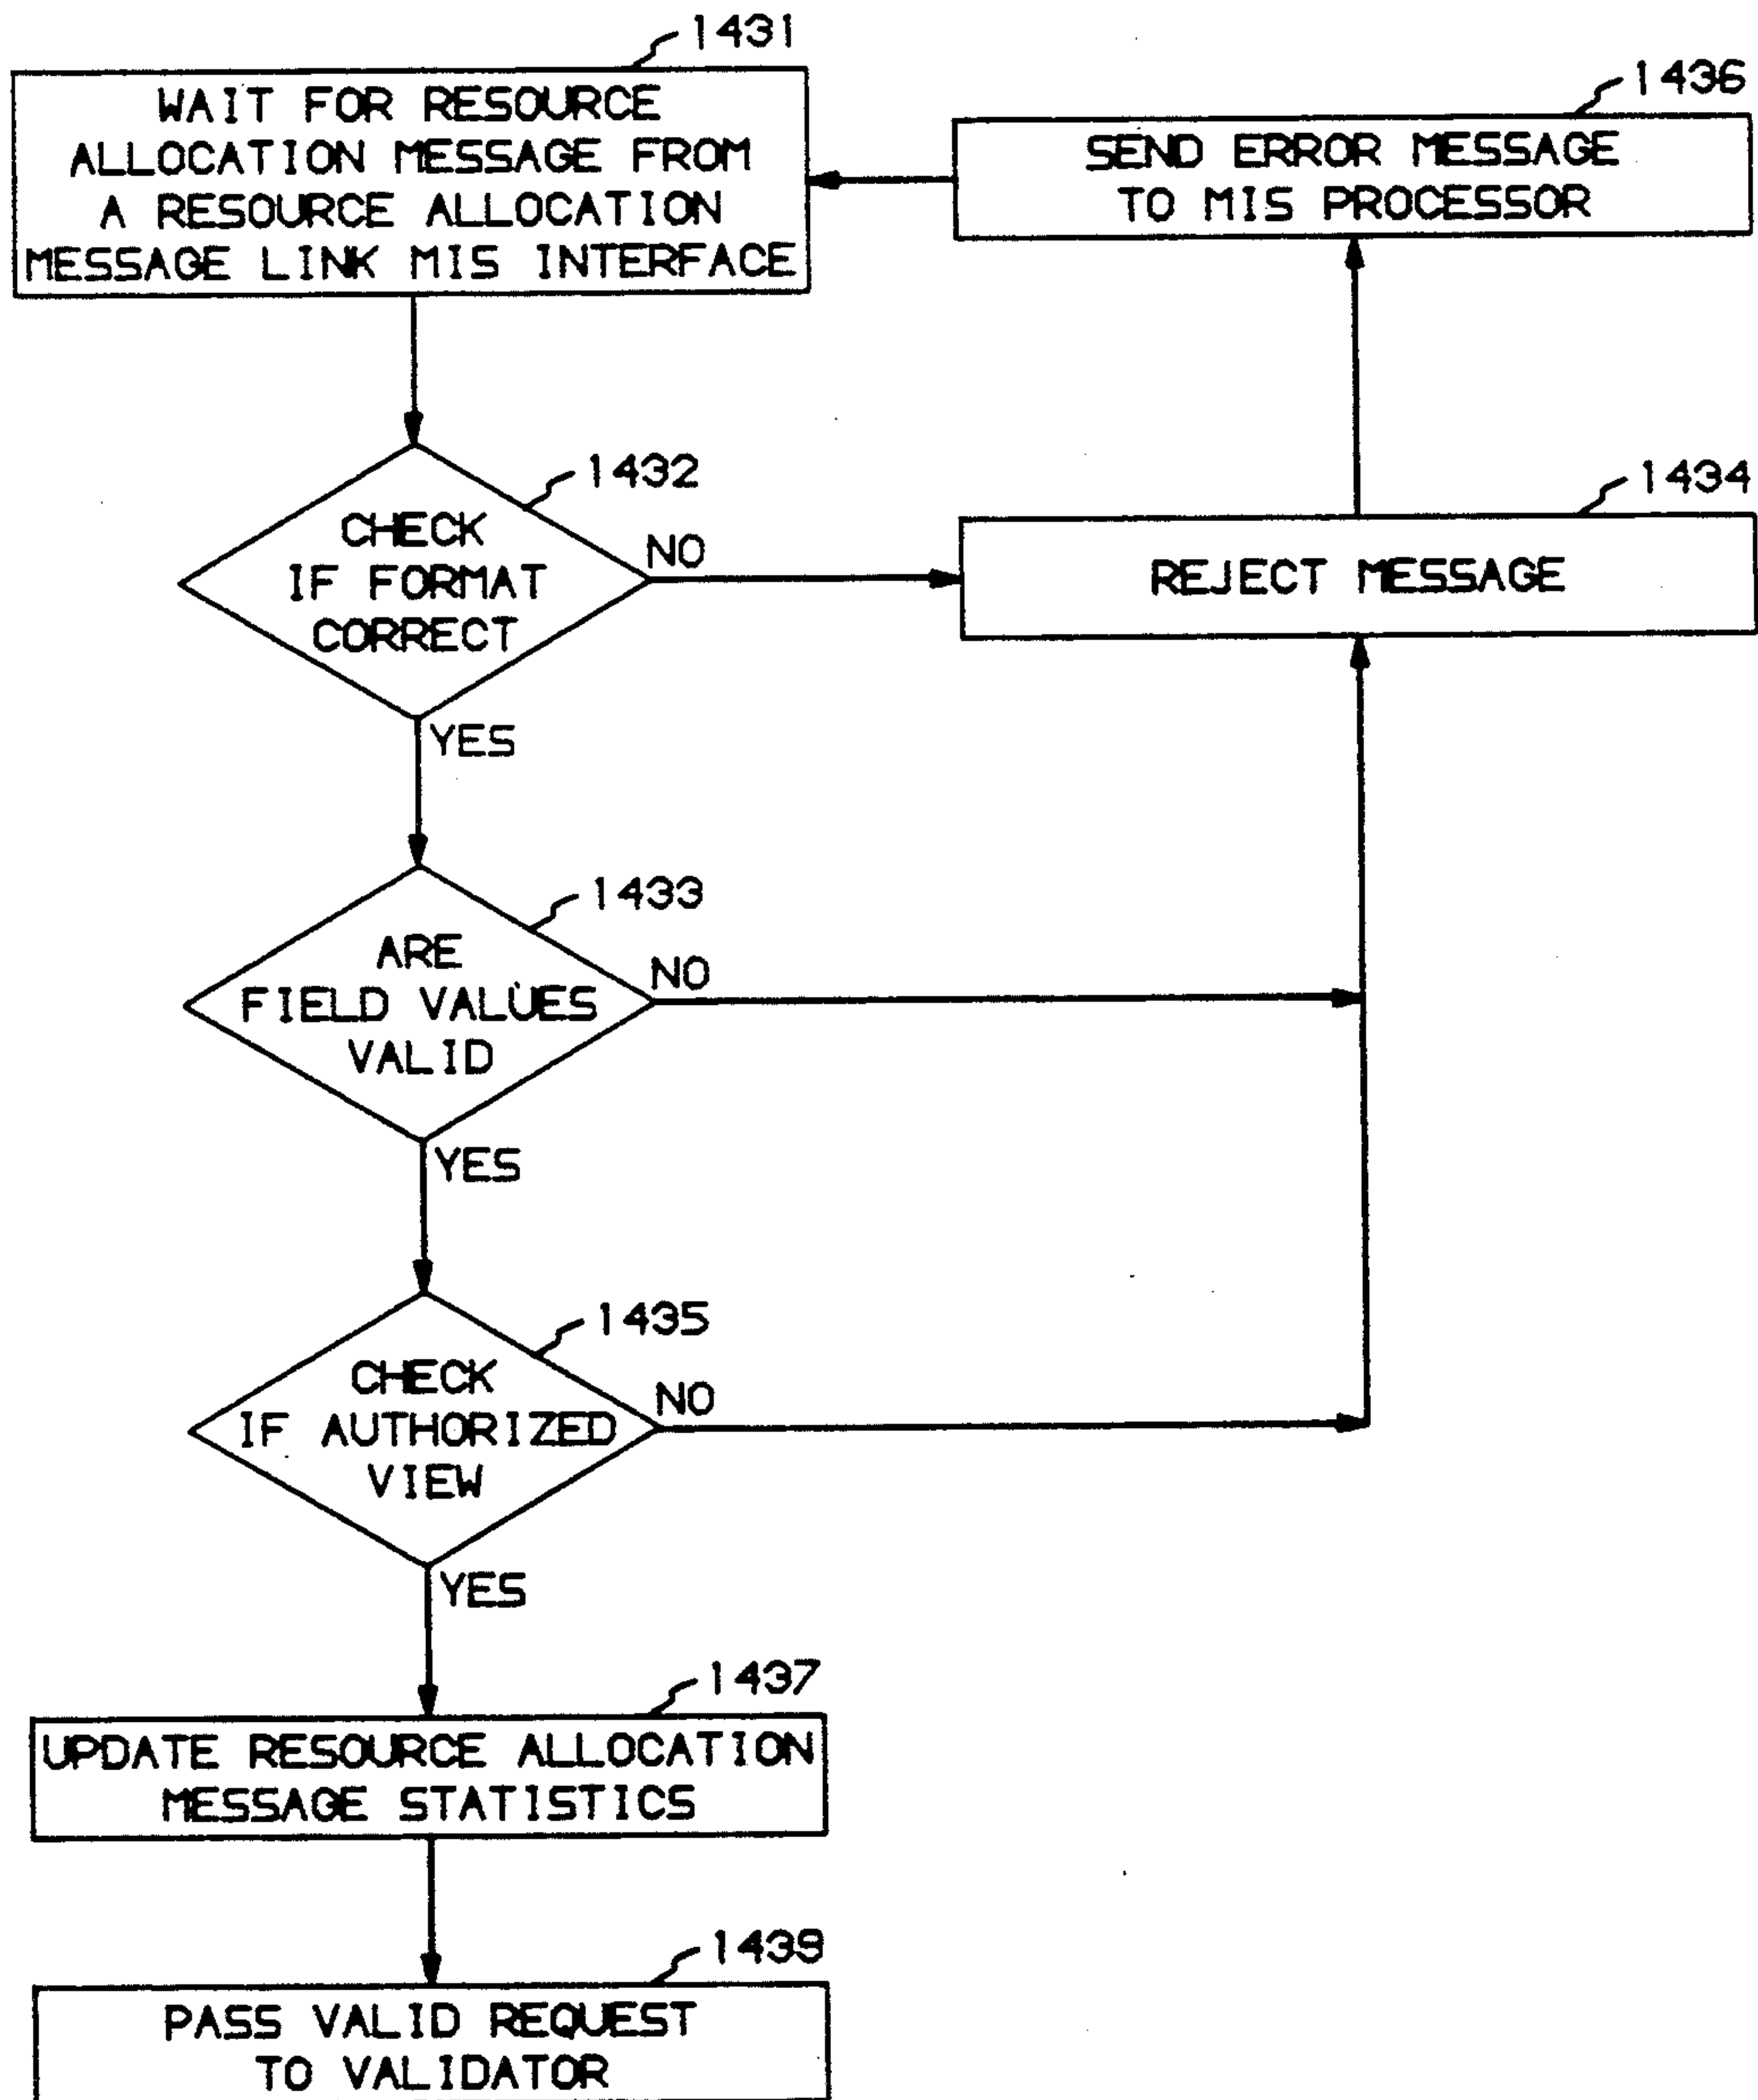 1431
WAIT FOR RESOURCE
ALLOCATION MESSAGE FROM
A RESOURCE ALLOCATION
MESSAGE LINK MIS INTERFACE
1436
SEND ERROR MESSAGE
TO MIS PROCESSOR
1432
CHECK
IF FORMAT
CORRECT
NO
YES
1434
REJECT MESSAGE
1433
ARE
FIELD VALUES
VALID
NO
YES
1435
CHECK
IF AUTHORIZED
VIEW
NO
YES
1437
UPDATE RESOURCE ALLOCATION
MESSAGE STATISTICS
1439
PASS VALID REQUEST
TO VALIDATOR